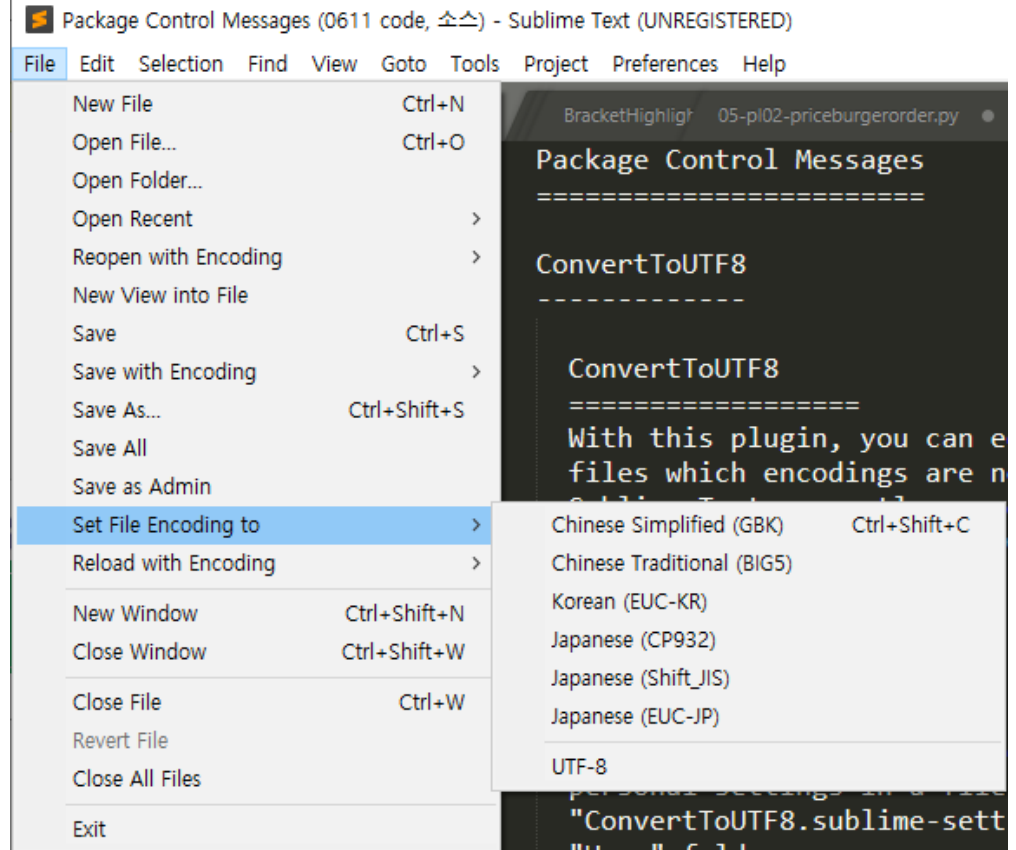 Package Control Messages (0611 code, 소스) - Sublime Text (UNREGISTERED)
File Edit Selection Find View Goto Tools Project Preferences Help
New File Ctrl+N
Open File... Ctrl+O
Open Folder...
Open Recent
Reopen with Encoding
New View into File
Save Ctrl+S
Save with Encoding
Save As... Ctrl+Shift+S
Save All
Save as Admin
Set File Encoding to
Reload with Encoding
New Window Ctrl+Shift+N
Close Window Ctrl+Shift+W
Close File Ctrl+W
Revert File
Close All Files
Exit
BracketHighligh 05-pl02-priceburgerorder.py
Package Control Messages
========================
ConvertToUTF8
-------------
ConvertToUTF8
==================
With this plugin, you can e
files which encodings are n
Chinese Simplified (GBK) Ctrl+Shift+C
Chinese Traditional (BIG5)
Korean (EUC-KR)
Japanese (CP932)
Japanese (Shift_JIS)
Japanese (EUC-JP)
UTF-8
personal settings in a file
"ConvertToUTF8.sublime-sett